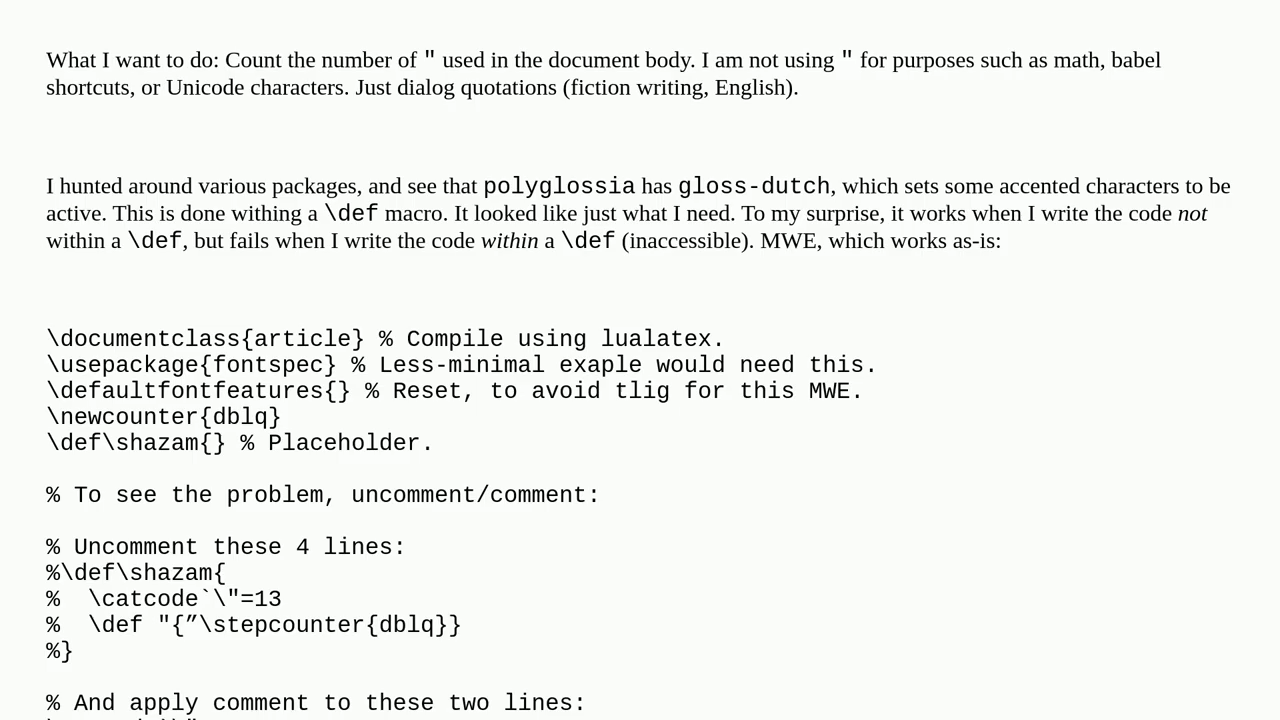 What I want to do: Count the number of " used in the document body. I am not using " for purposes such as math, babel
shortcuts, or Unicode characters. Just dialog quotations (fiction writing, English).
I hunted around various packages, and see that polyglossia has gloss-dutch, which sets some accented characters to be
active. This is done withing a \def macro. It looked like just what I need. To my surprise, it works when I write the code not
within a \def, but fails when I write the code within a \def (inaccessible). MWE, which works as-is:
\documentclass{article} % Compile using lualatex.
\usepackage{fontspec} % Less-minimal exaple would need this.
\defaultfontfeatures{} % Reset, to avoid tlig for this MWE.
\newcounter{dblq}
\def\shazam{} % Placeholder.
% To see the problem, uncomment/comment:
% Uncomment these 4 lines:
%\def\shazam{
%  \catcode`\"=13
%  \def "{”\stepcounter{dblq}}
%}
% And apply comment to these two lines: